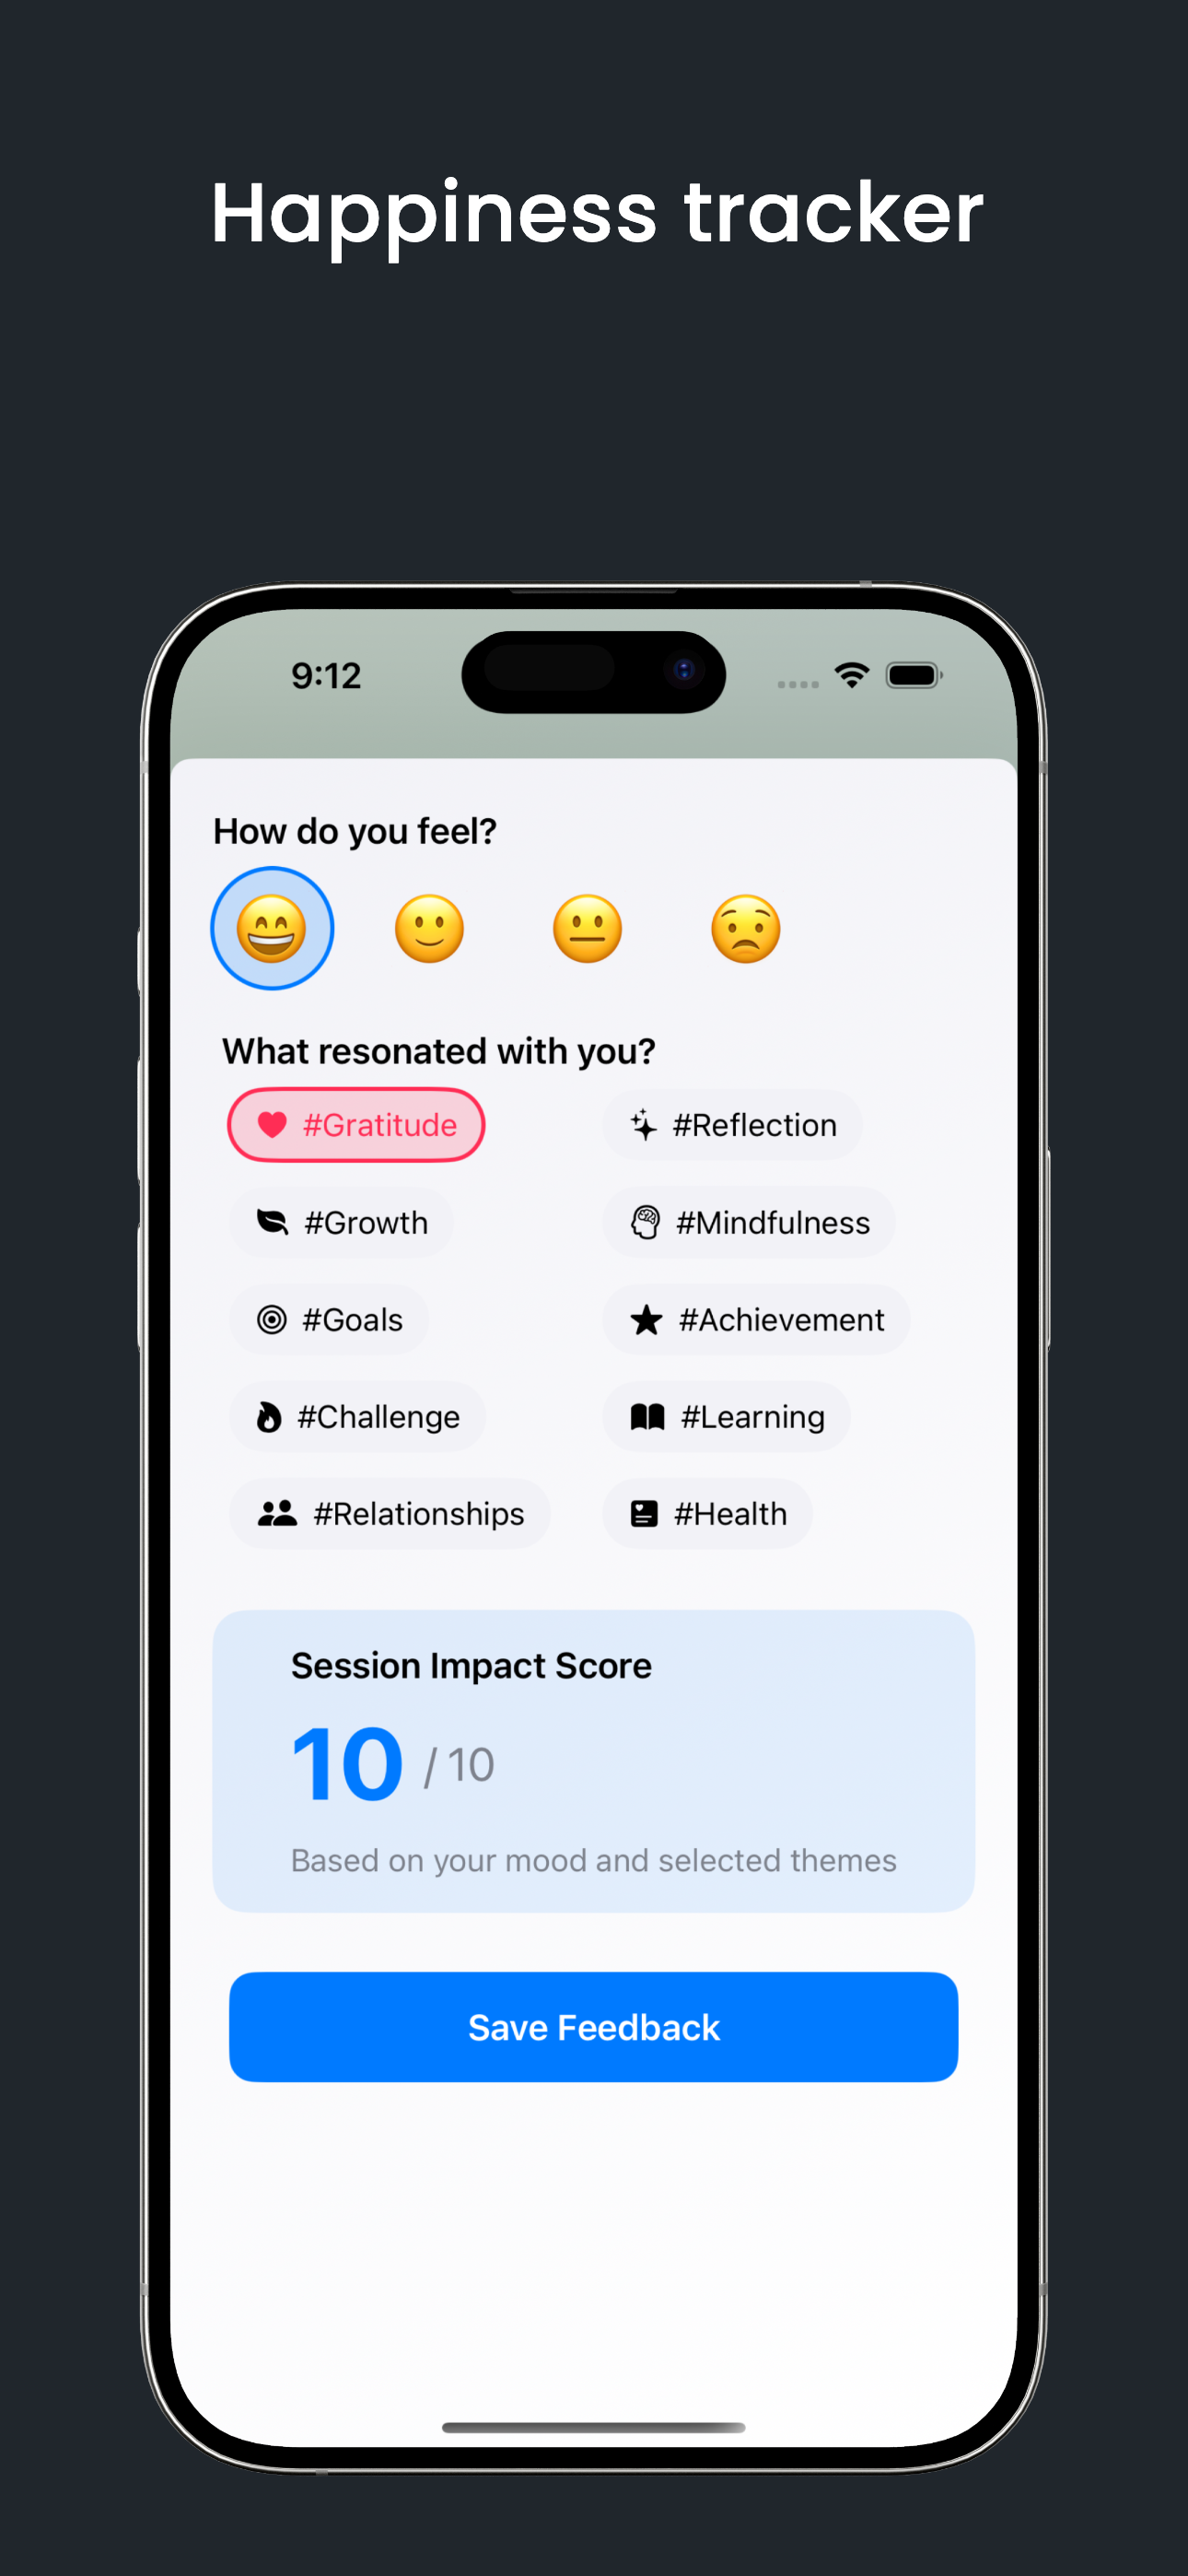 Happiness tracker
9:12
How do you feel?
What resonated with you?
#Gratitude
#Reflection
#Growth
#Mindfulness
#Goals
#Achievement
#Challenge
#Learning
#Relationships
#Health
Session Impact Score
10 / 10
Based on your mood and selected themes
Save Feedback